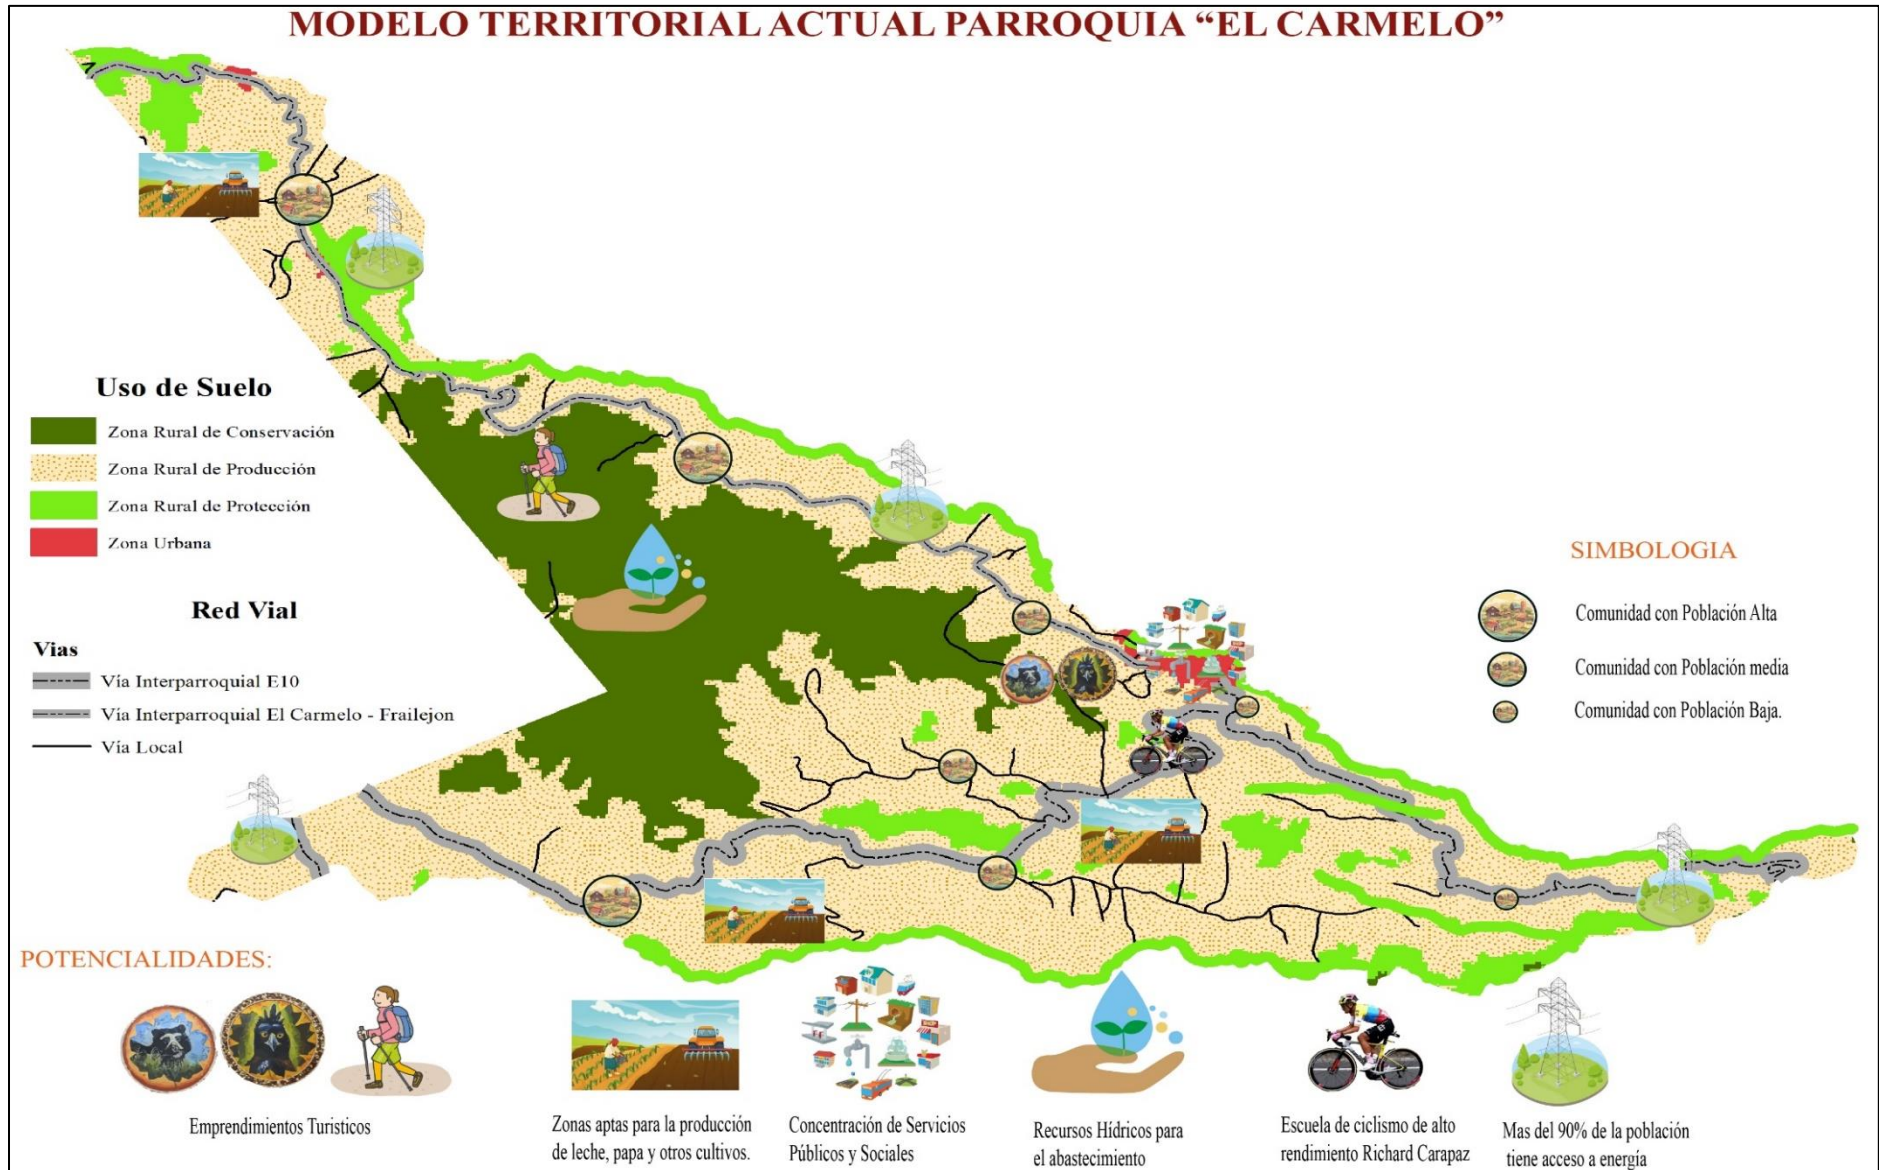 MODELO TERRITORIAL ACTUAL PARROQUIA “EL CARMELO”
Uso de Suelo
Zona Rural de Conservación
Zona Rural de Producción
Zona Rural de Protección
Zona Urbana
Red Vial
Vias
Vía Interparroquial E10
Vía Interparroquial El Carmelo - Frailejon
Vía Local
SIMBOLOGIA
Comunidad con Población Alta
Comunidad con Población media
Comunidad con Población Baja.
POTENCIALIDADES:
Emprendimientos Turisticos
Zonas aptas para la producción
de leche, papa y otros cultivos.
Concentración de Servicios
Públicos y Sociales
Recursos Hídricos para
el abastecimiento
Escuela de ciclismo de alto
rendimiento Richard Carapaz
Mas del 90% de la población
tiene acceso a energía